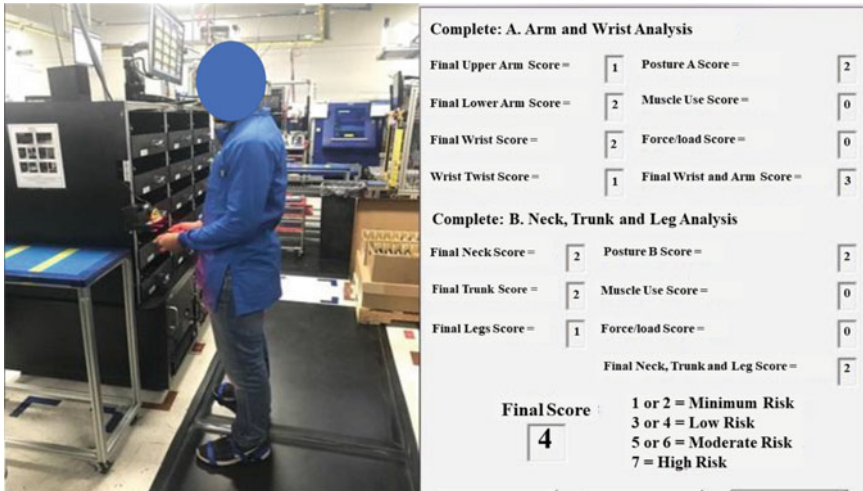 Complete: A. Arm and Wrist Analysis
Final Upper Arm Score = 1 Posture A Score = 2
Final Lower Arm Score = 2 Muscle Use Score = 0
Final Wrist Score = 2 Force/load Score = 0
Wrist Twist Score = 1 Final Wrist and Arm Score = 3
Complete: B. Neck, Trunk and Leg Analysis
Final Neck Score = 2 Posture B Score = 2
Final Trunk Score = 2 Muscle Use Score = 0
Final Legs Score = 1 Force/load Score = 0
Final Neck, Trunk and Leg Score = 2
Final Score
4
1 or 2 = Minimum Risk
3 or 4 = Low Risk
5 or 6 = Moderate Risk
7 = High Risk